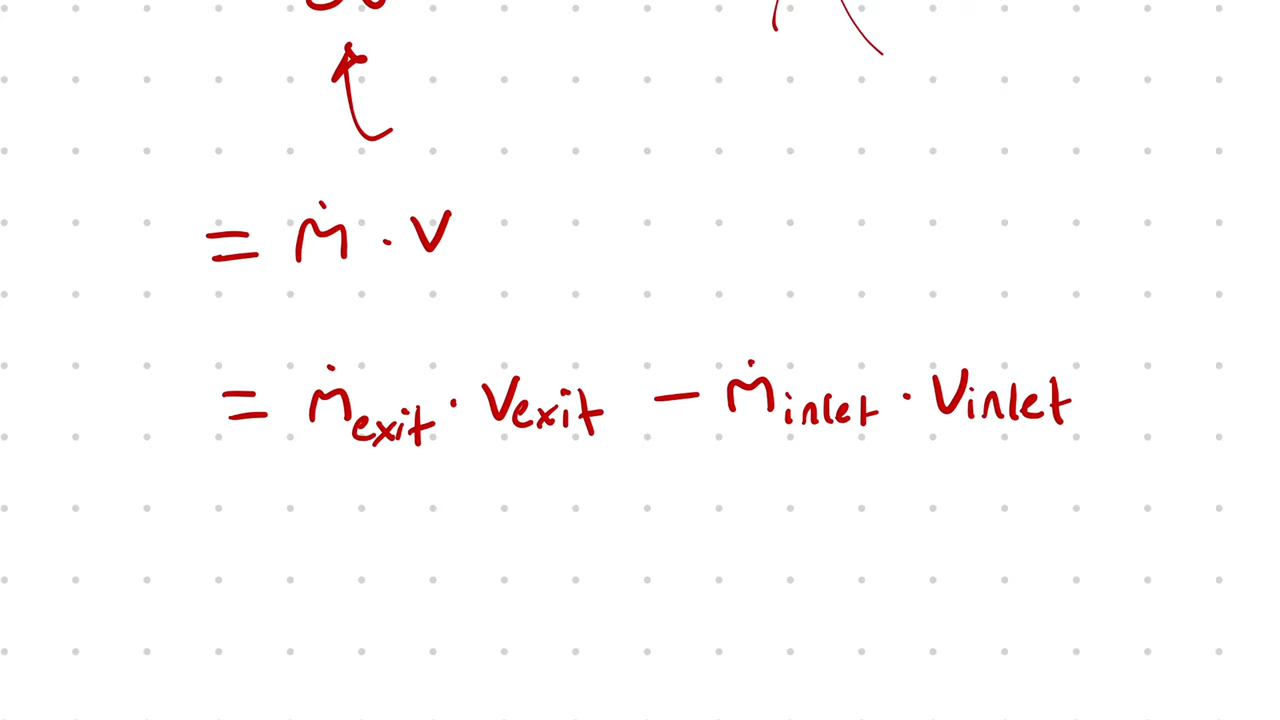 = ṁ · v
= ṁexit · vexit − ṁinlet · vinlet